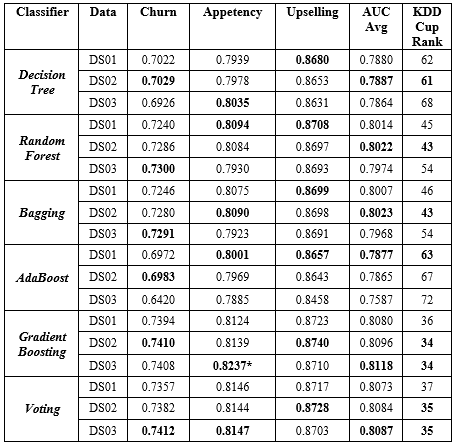 Classifier Data Churn Appetency Upselling AUC Avg KDD Cup Rank
Decision Tree
DS01 0.7022 0.7939 0.8680 0.7880 62
DS02 0.7029 0.7978 0.8653 0.7887 61
DS03 0.6926 0.8035 0.8631 0.7864 68
Random Forest
DS01 0.7240 0.8094 0.8708 0.8014 45
DS02 0.7286 0.8084 0.8697 0.8022 43
DS03 0.7300 0.7930 0.8693 0.7974 54
Bagging
DS01 0.7246 0.8075 0.8699 0.8007 46
DS02 0.7280 0.8090 0.8698 0.8023 43
DS03 0.7291 0.7923 0.8691 0.7968 54
AdaBoost
DS01 0.6972 0.8001 0.8657 0.7877 63
DS02 0.6983 0.7969 0.8643 0.7865 67
DS03 0.6420 0.7885 0.8458 0.7587 72
Gradient Boosting
DS01 0.7394 0.8124 0.8723 0.8080 36
DS02 0.7410 0.8139 0.8740 0.8096 34
DS03 0.7408 0.8237* 0.8710 0.8118 34
Voting
DS01 0.7357 0.8146 0.8717 0.8073 37
DS02 0.7382 0.8144 0.8728 0.8084 35
DS03 0.7412 0.8147 0.8703 0.8087 35